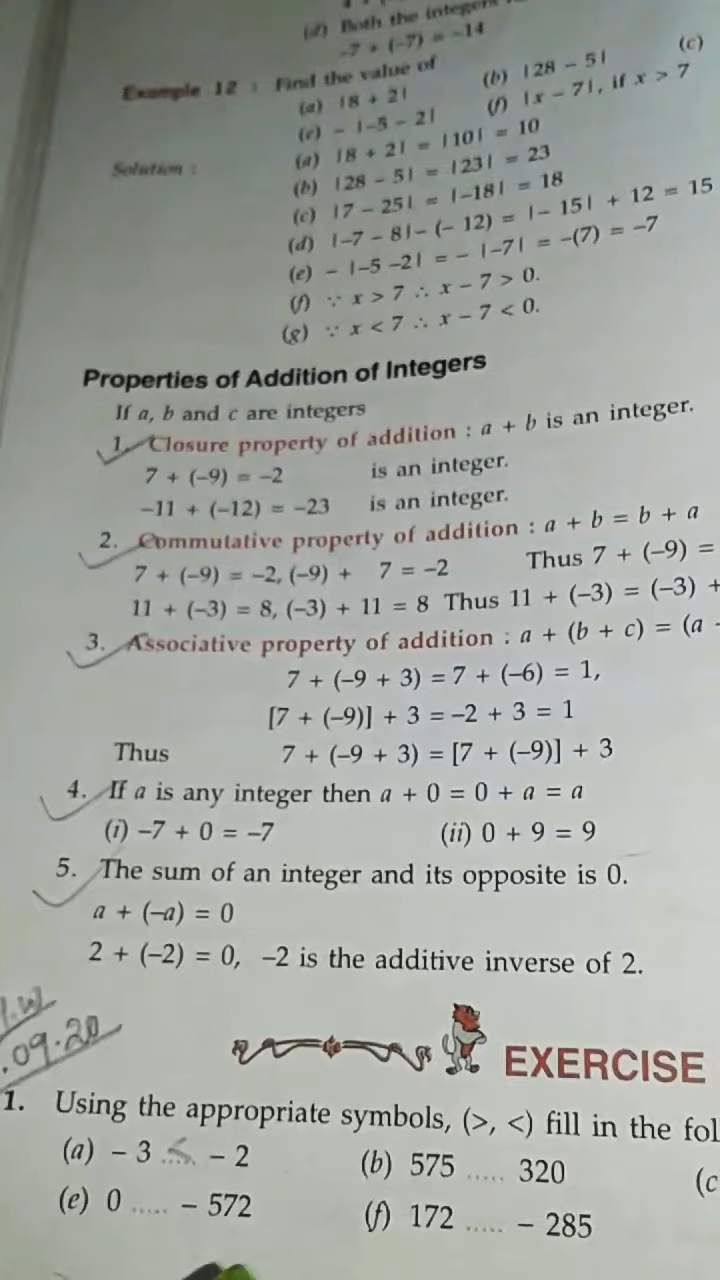 (d) Both the integers
-7 + (-7) = -14
Example 12 : Find the value of
(a) |8 + 2| (b) |28 - 5| (c)
(e) - |-5 - 2| (f) |x - 7|, if x > 7
Solution : (a) |8 + 2| = |10| = 10
(b) |28 - 5| = |23| = 23
(c) |7 - 25| = |-18| = 18
(d) |-7 - 8| - (- 12) = |- 15| + 12 = 15
(e) - |-5 -2| = - |-7| = -(7) = -7
(f) ∵ x > 7 ∴ x - 7 > 0.
(g) ∵ x < 7 ∴ x - 7 < 0.
Properties of Addition of Integers
If a, b and c are integers
1. Closure property of addition : a + b is an integer.
7 + (-9) = -2 is an integer.
-11 + (-12) = -23 is an integer.
2. Commutative property of addition : a + b = b + a
7 + (-9) = -2, (-9) + 7 = -2 Thus 7 + (-9) =
11 + (-3) = 8, (-3) + 11 = 8 Thus 11 + (-3) = (-3) +
3. Associative property of addition : a + (b + c) = (a
7 + (-9 + 3) = 7 + (-6) = 1,
[7 + (-9)] + 3 = -2 + 3 = 1
Thus 7 + (-9 + 3) = [7 + (-9)] + 3
4. If a is any integer then a + 0 = 0 + a = a
(i) -7 + 0 = -7 (ii) 0 + 9 = 9
5. The sum of an integer and its opposite is 0.
a + (-a) = 0
2 + (-2) = 0, -2 is the additive inverse of 2.
.09.20
EXERCISE
1. Using the appropriate symbols, (>, <) fill in the fol
(a) - 3 < - 2 (b) 575 ..... 320 (c
(e) 0 ..... - 572 (f) 172 ..... - 285